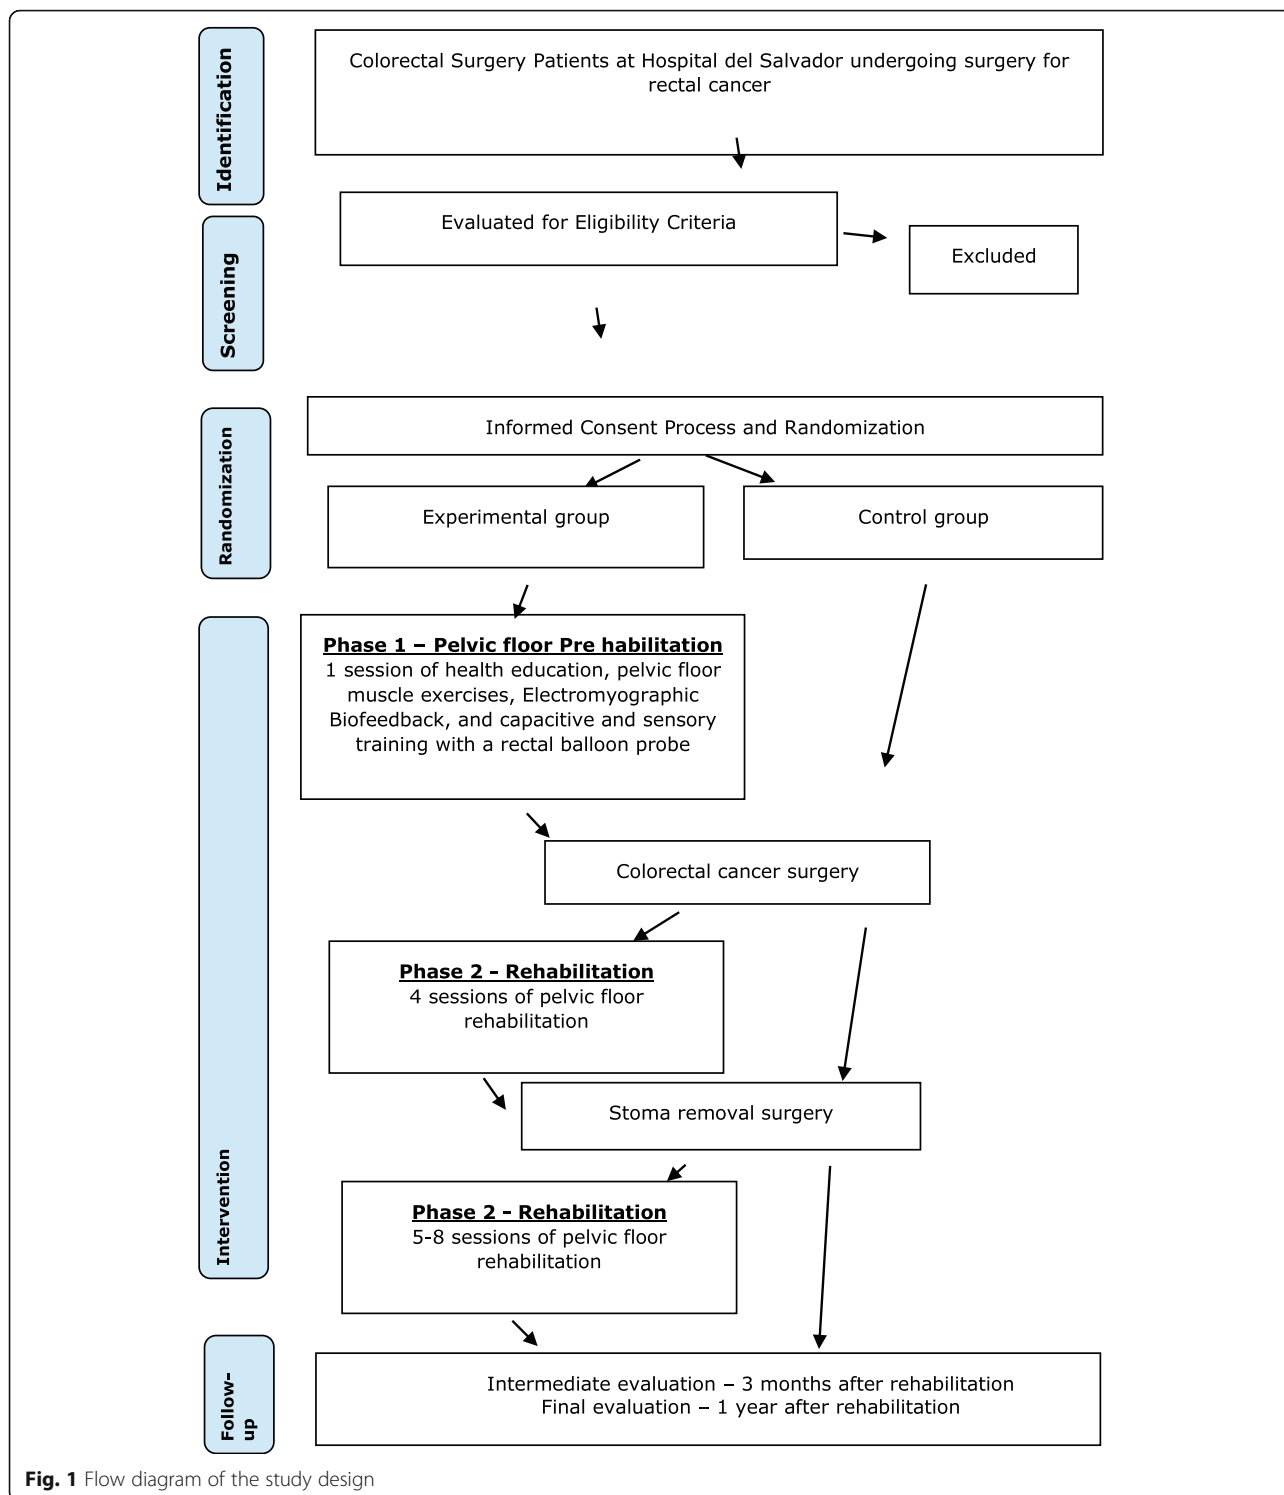 Identification
Colorectal Surgery Patients at Hospital del Salvador undergoing surgery for
rectal cancer
Screening
Evaluated for Eligibility Criteria
Excluded
Randomization
Informed Consent Process and Randomization
Experimental group
Control group
Intervention
Phase 1 – Pelvic floor Pre habilitation
1 session of health education, pelvic floor
muscle exercises, Electromyographic
Biofeedback, and capacitive and sensory
training with a rectal balloon probe
Colorectal cancer surgery
Phase 2 - Rehabilitation
4 sessions of pelvic floor
rehabilitation
Stoma removal surgery
Phase 2 - Rehabilitation
5-8 sessions of pelvic floor
rehabilitation
Follow-
up
Intermediate evaluation – 3 months after rehabilitation
Final evaluation – 1 year after rehabilitation
Fig. 1 Flow diagram of the study design